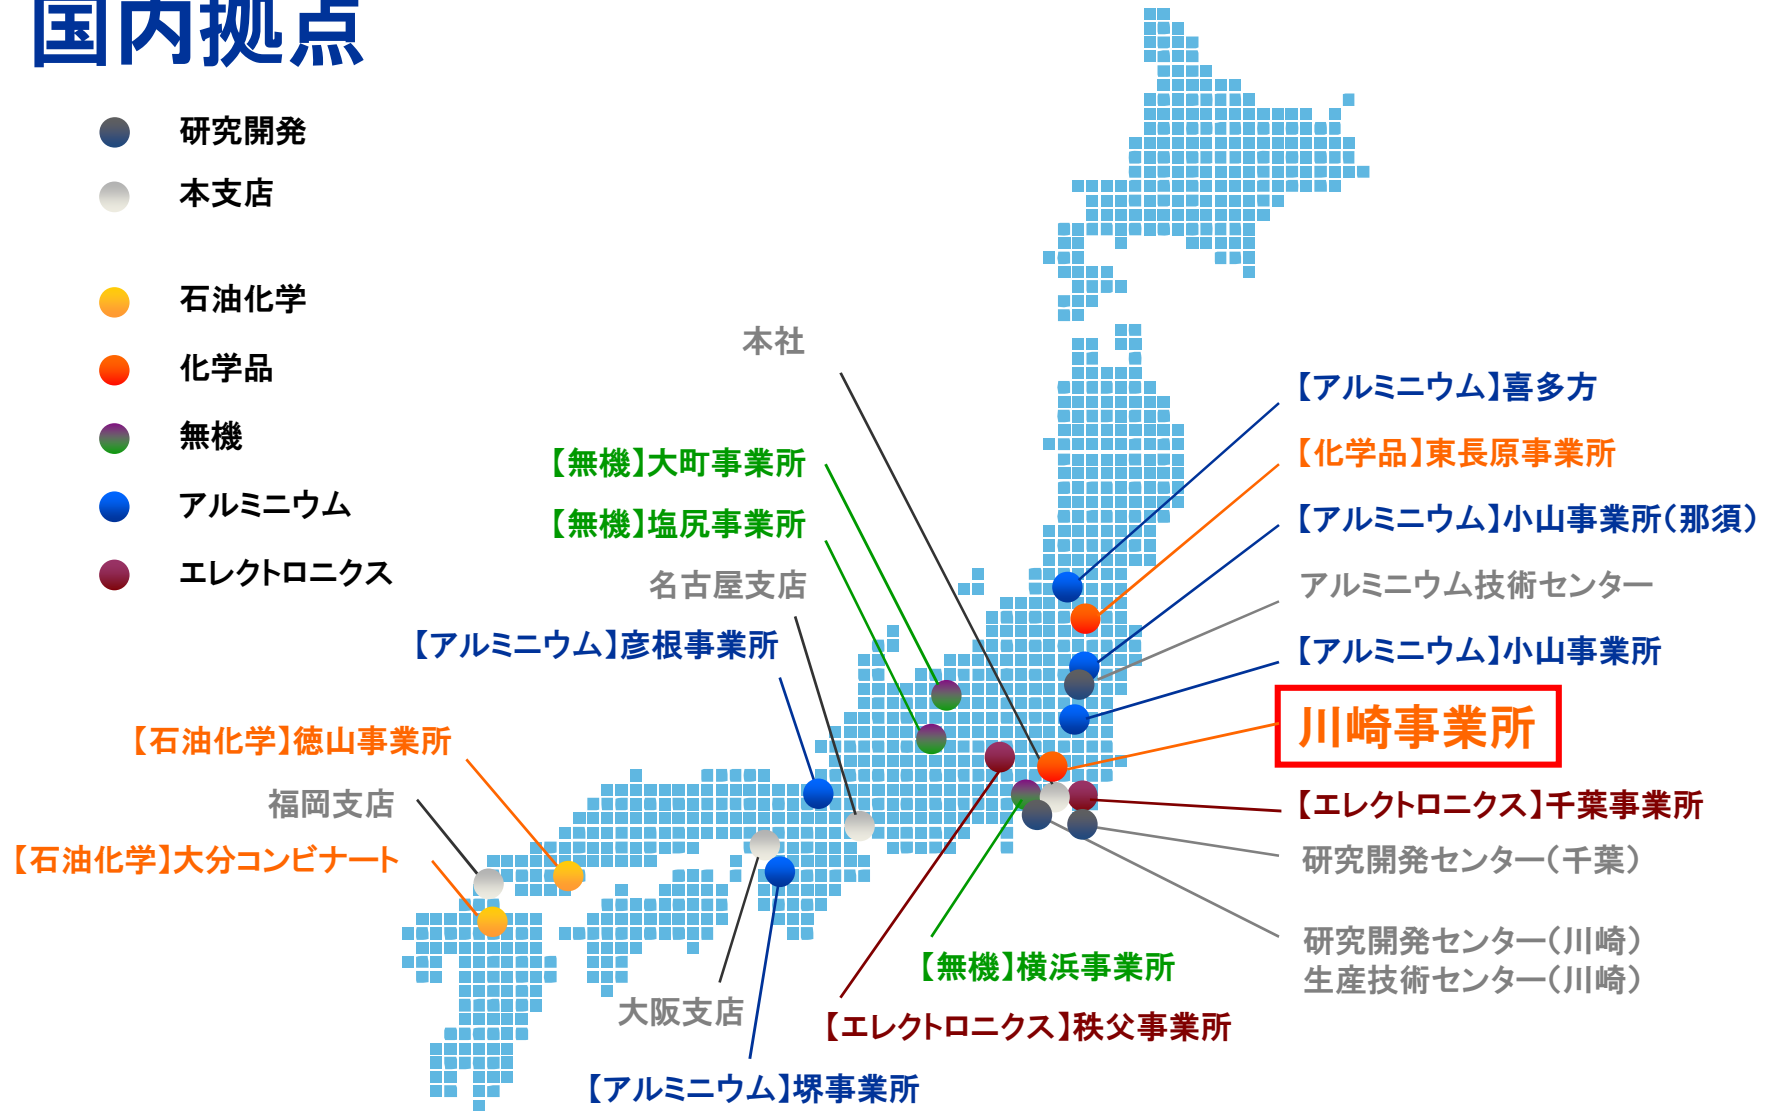 国内拠点
研究開発
本支店
石油化学
化学品
無機
アルミニウム
エレクトロニクス
本社
【無機】大町事業所
【無機】塩尻事業所
名古屋支店
【アルミニウム】彦根事業所
【石油化学】徳山事業所
福岡支店
【石油化学】大分コンビナート
【アルミニウム】喜多方
【化学品】東長原事業所
【アルミニウム】小山事業所(那須)
アルミニウム技術センター
【アルミニウム】小山事業所
川崎事業所
【エレクトロニクス】千葉事業所
研究開発センター(千葉)
研究開発センター(川崎)
生産技術センター(川崎)
【無機】横浜事業所
大阪支店
【エレクトロニクス】秩父事業所
【アルミニウム】堺事業所